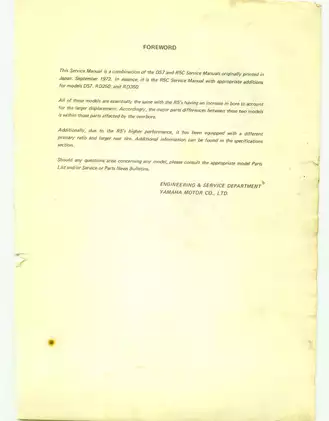 FOREWORD
This Service Manual is a combination of the DS7 and R5C Service Manuals originally printed in
Japan, September 1972. In essence, it is the R5C Service Manual with appropriate additions
for models DS7, RD250, and RD350.
All of these models are essentially the same with the R5's having an increase in bore to account
for the larger displacement. Accordingly, the major parts differences between these two models
is within those parts affected by the overbore.
Additionally, due to the R5's higher performance, it has been equipped with a different
primary ratio and larger rear rim. Additional information can be found in the specifications
section.
Should any questions arise concerning any model, please consult the appropriate model Parts
List and/or Service or Parts News Bulletins.
ENGINEERING & SERVICE DEPARTMENT
YAMAHA MOTOR CO., LTD.